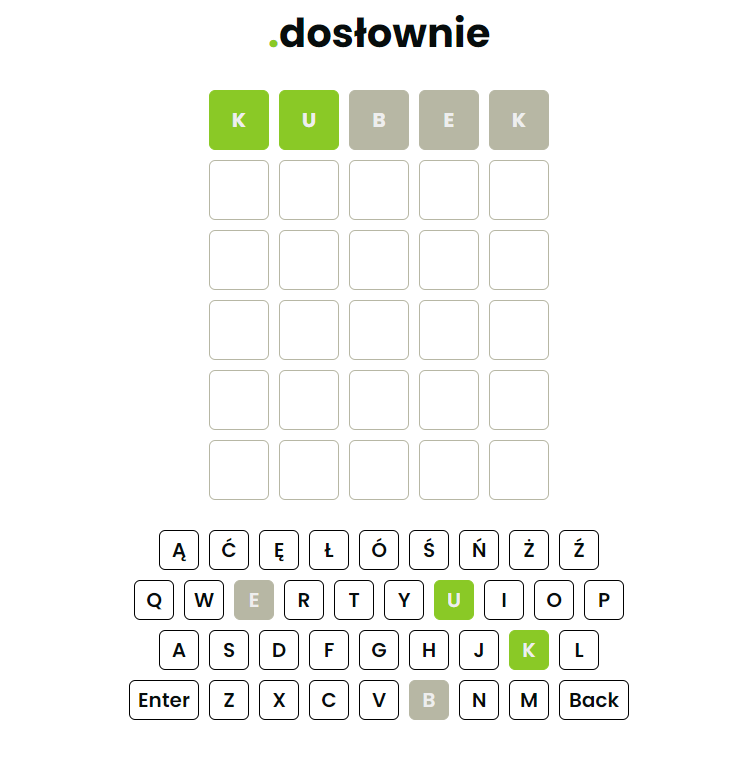 .dosłownie
K U B E K
Ą Ć Ę Ł Ó Ś Ń Ż Ź
Q W E R T Y U I O P
A S D F G H J K L
Enter Z X C V B N M Back